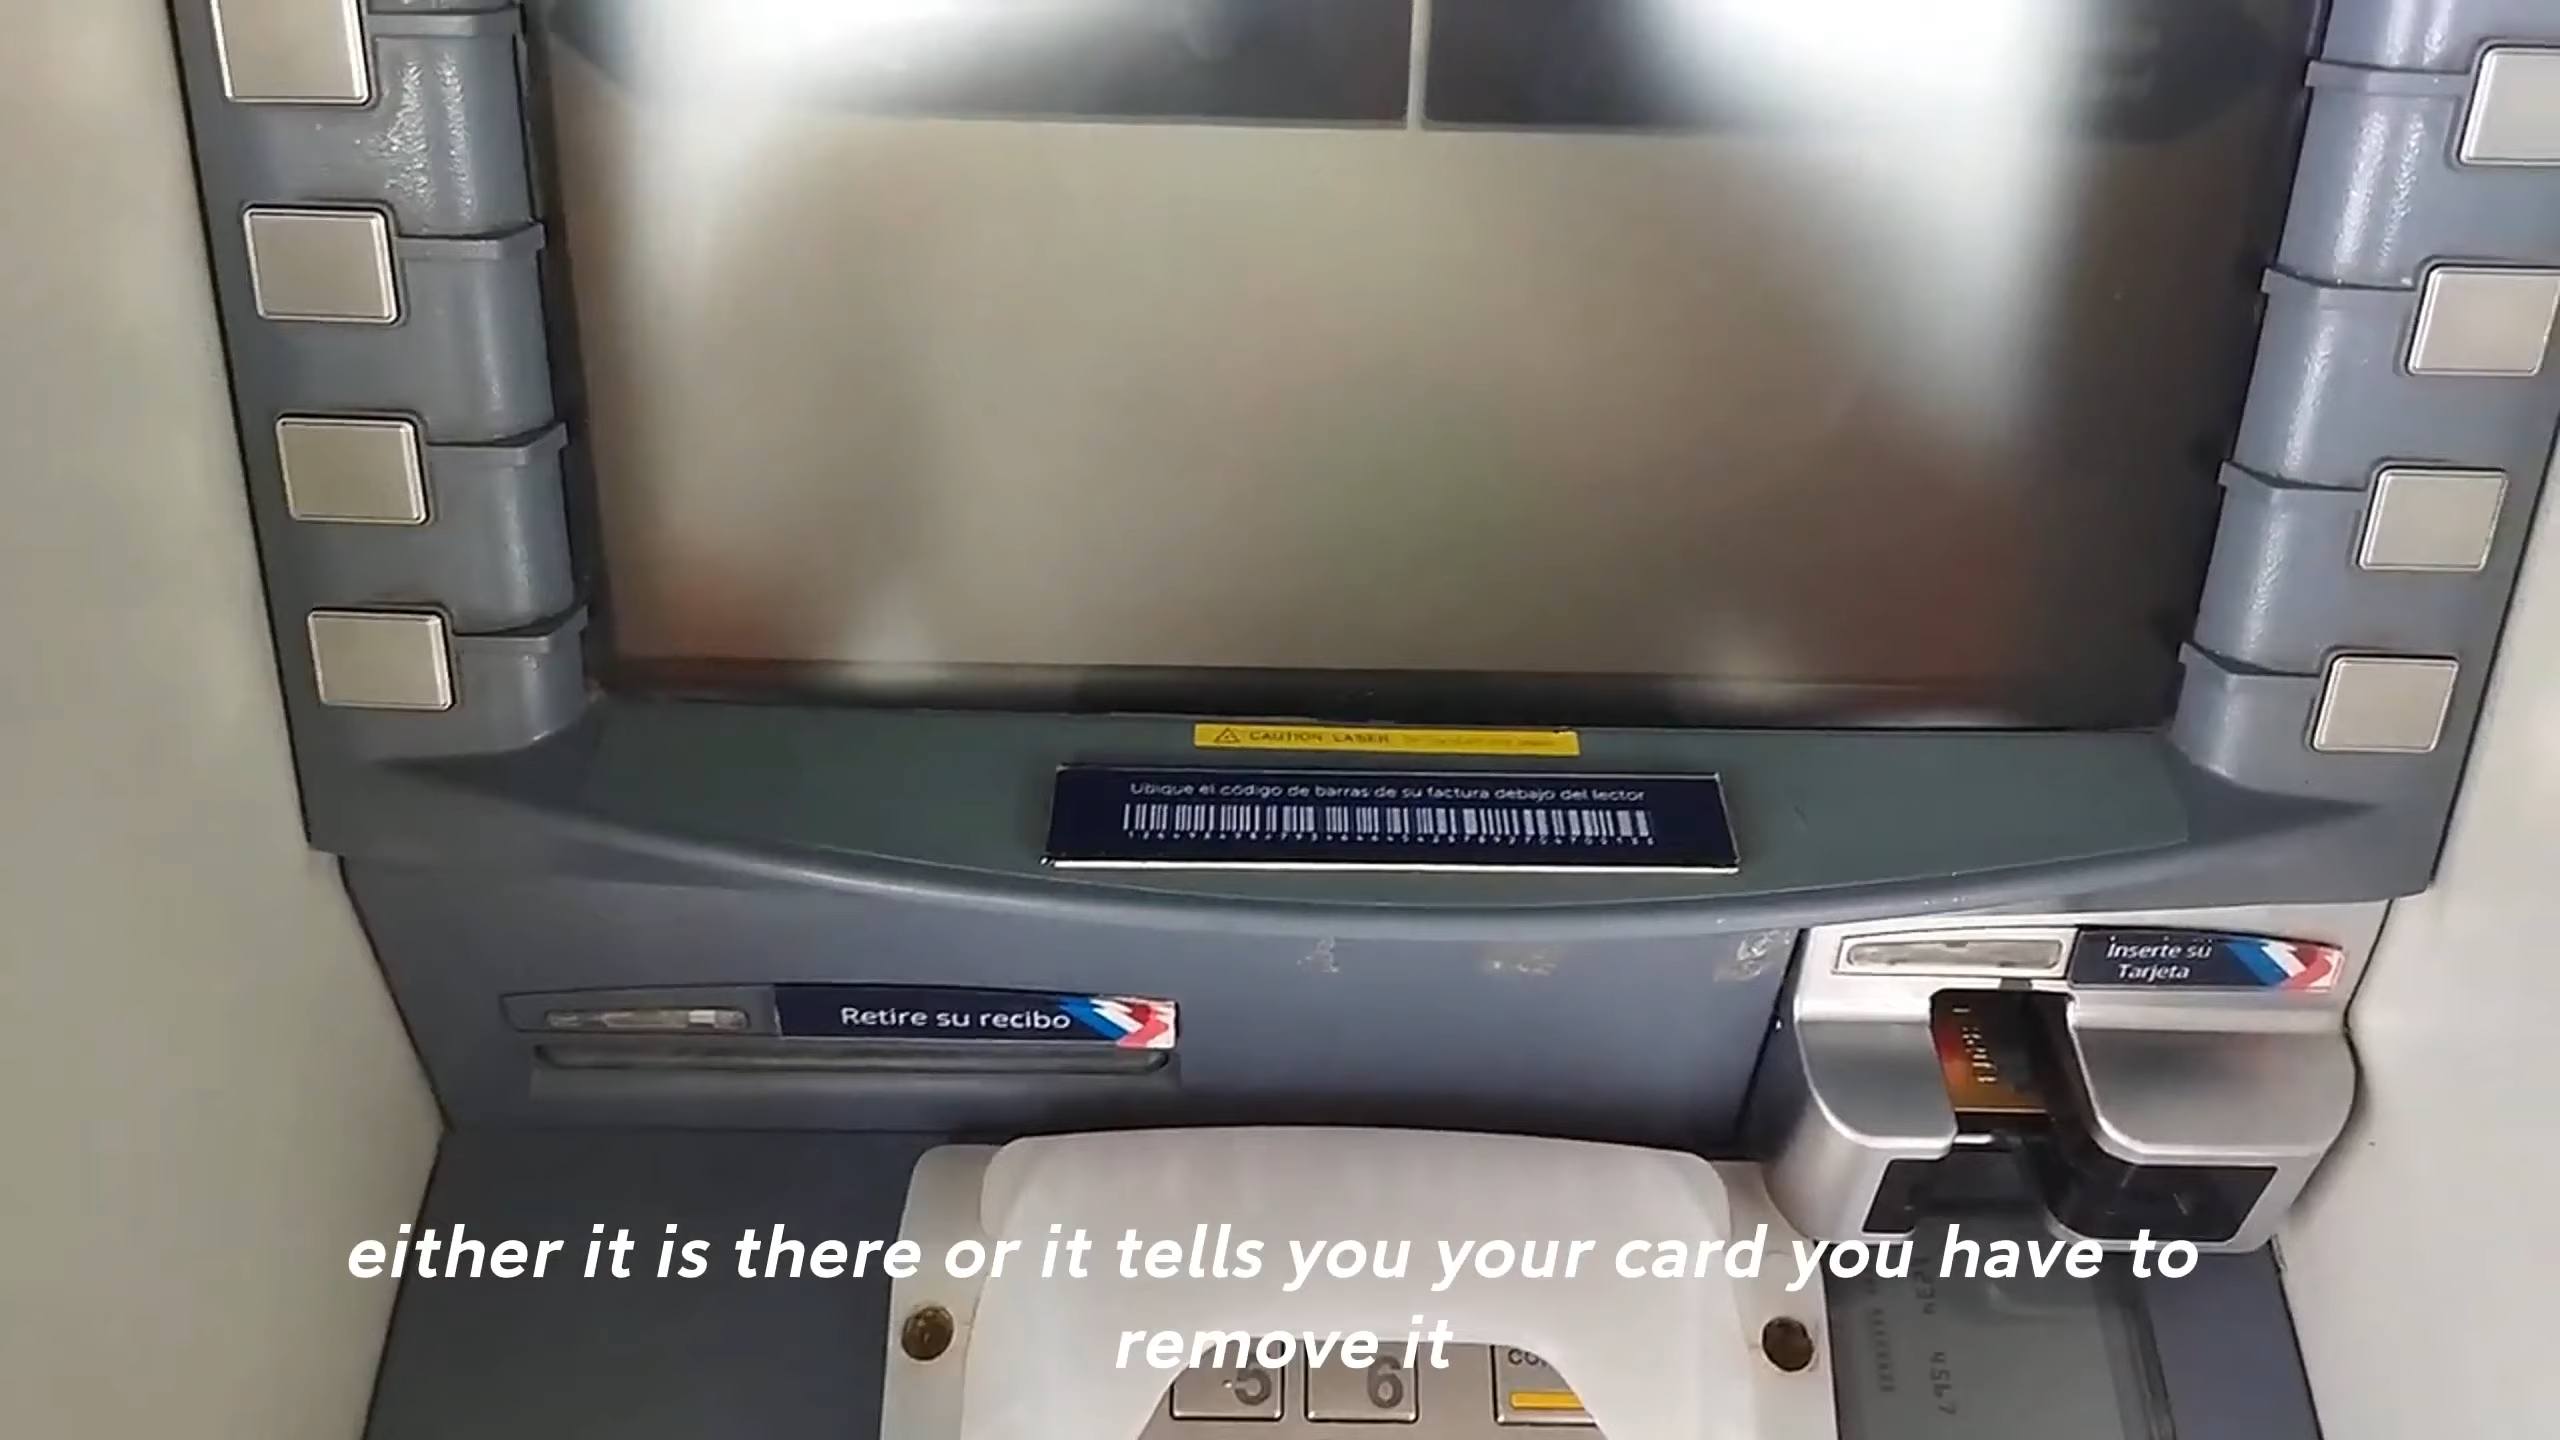 CAUTION LASER
Ubique el código de barras de su factura debajo del lector
Inserte su
Tarjeta
Retire su recibo
either it is there or it tells you your card you have to
remove it
5 6